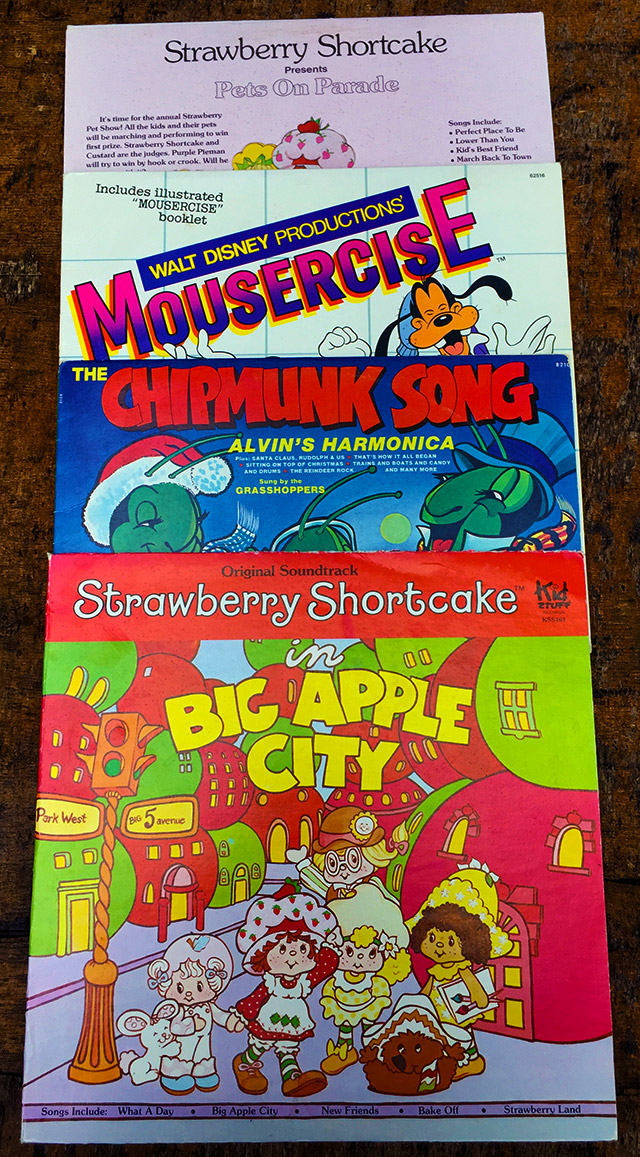 Strawberry Shortcake
Presents
Pets On Parade
It's time for the annual Strawberry
Pet Show! All the kids and their pets
will be marching and performing to win
first prize. Strawberry Shortcake and
Custard are the judges. Purple Pieman
will try to win by hook or crook. Will he
Songs Include:
• Perfect Place To Be
• Lower Than You
• Kid's Best Friend
• March Back To Town
Includes illustrated
"MOUSERCISE"
booklet
62516
WALT DISNEY PRODUCTIONS'
MOUSERCISE™
THE
CHIPMUNK SONG
ALVIN'S HARMONICA
Plus: SANTA CLAUS, RUDOLPH & US • THAT'S HOW IT ALL BEGAN
• SITTING ON TOP OF CHRISTMAS • TRAINS AND BOATS AND CANDY
AND DRUMS • THE REINDEER ROCK AND MANY MORE
Sung by the
GRASSHOPPERS
Original Soundtrack
Strawberry Shortcake™
Kid
STUFF
in
BIG APPLE
CITY
Park West
BIG 5 avenue
Songs Include: What A Day • Big Apple City • New Friends • Bake Off • Strawberry Land